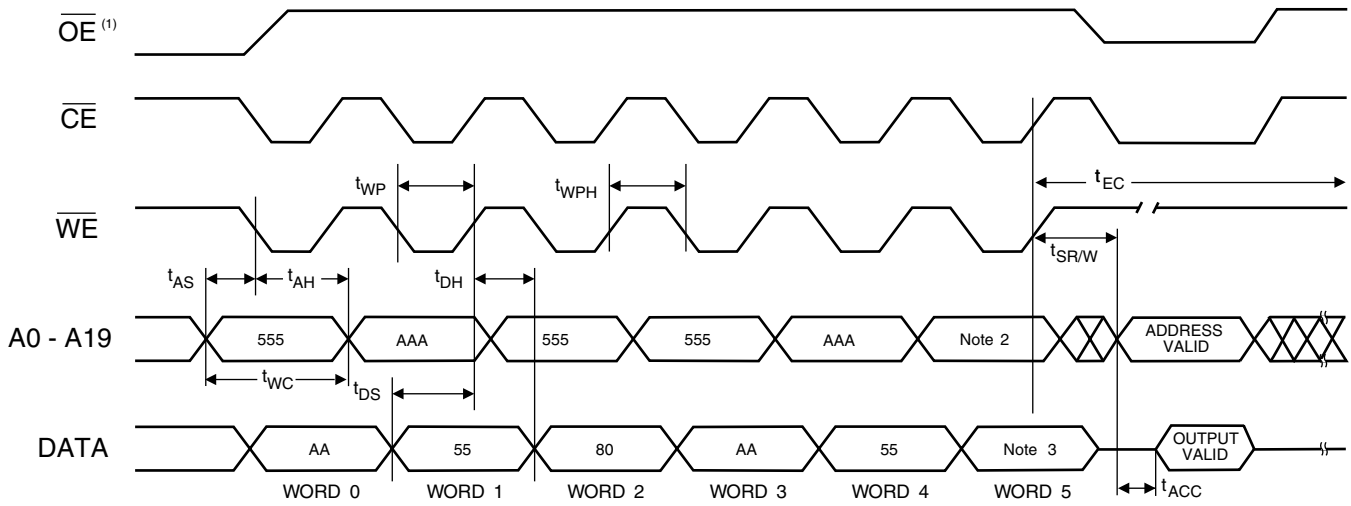 OE (1)
CE
tWP
tWPH
tEC
WE
tSR/W
tAS
tAH
tDH
A0 - A19
555
AAA
555
555
AAA
Note 2
ADDRESS
VALID
tWC
tDS
DATA
AA
55
80
AA
55
Note 3
OUTPUT
VALID
WORD 0
WORD 1
WORD 2
WORD 3
WORD 4
WORD 5
tACC